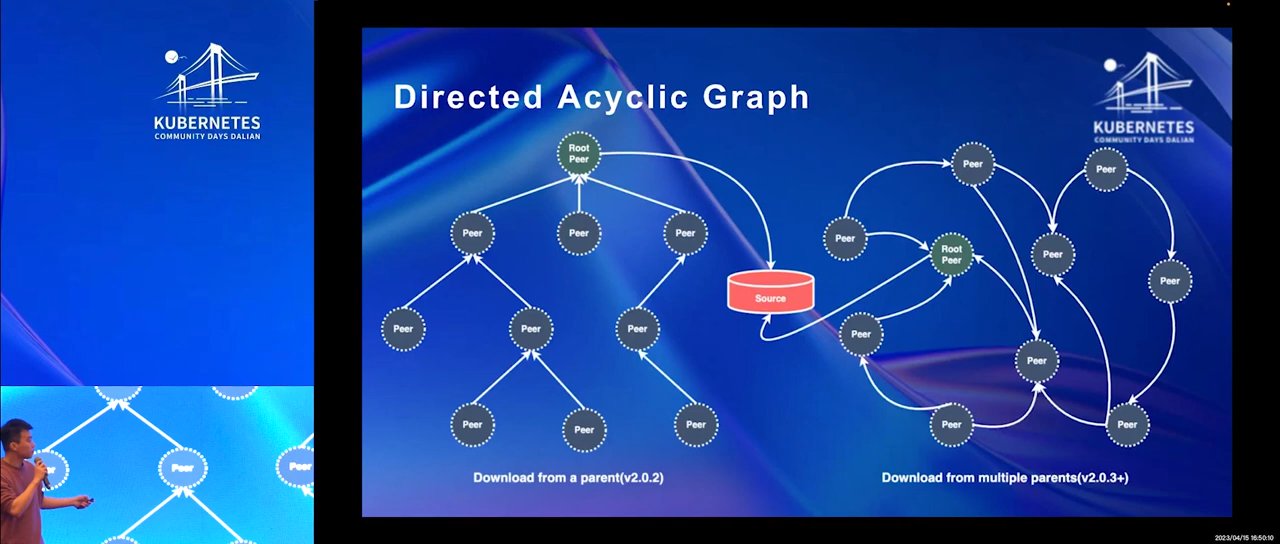 KUBERNETES
COMMUNITY DAYS DALIAN
Directed Acyclic Graph
KUBERNETES
COMMUNITY DAYS DALIAN
Root
Peer
Peer
Peer
Peer
Peer
Peer
Peer
Peer
Peer
Peer
Source
Download from a parent(v2.0.2)
Peer
Peer
Peer
Root
Peer
Peer
Peer
Peer
Peer
Peer
Peer
Download from multiple parents(v2.0.3+)
Peer
Peer
2023/04/15 16:50:10